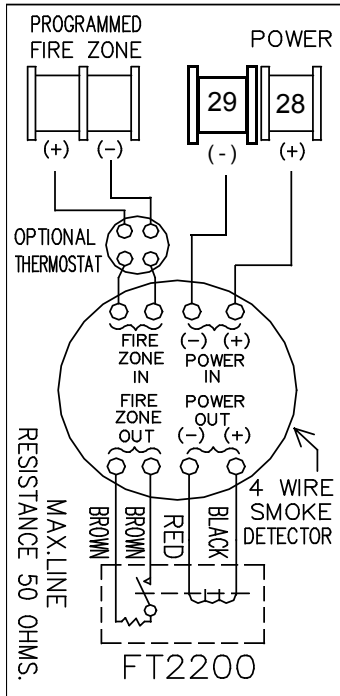 PROGRAMMED
FIRE ZONE
POWER
29
28
(+)
(-)
(-)
(+)
OPTIONAL
THERMOSTAT
FIRE
ZONE
IN
(-) (+)
POWER
IN
FIRE
ZONE
OUT
POWER
OUT
(-) (+)
4 WIRE
SMOKE
DETECTOR
BROWN
BROWN
RED
BLACK
MAX.LINE
RESISTANCE 50 OHMS.
FT2200